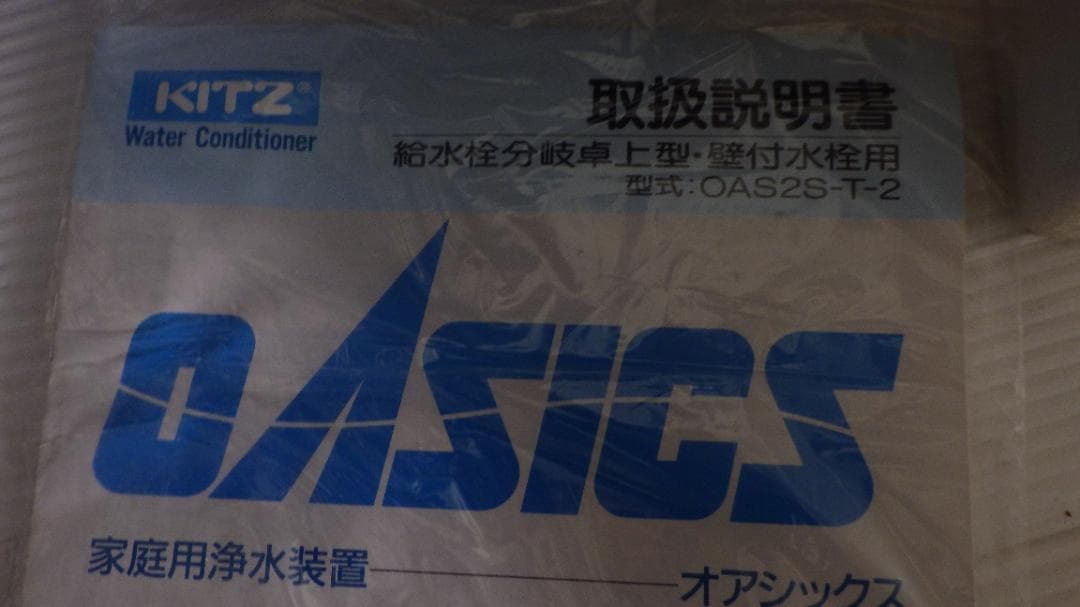 KITZ®
Water Conditioner
取扱説明書
給水栓分岐卓上型・壁付水栓用
型式：OAS2S-T-2
OASICS
家庭用浄水装置
オアシックス